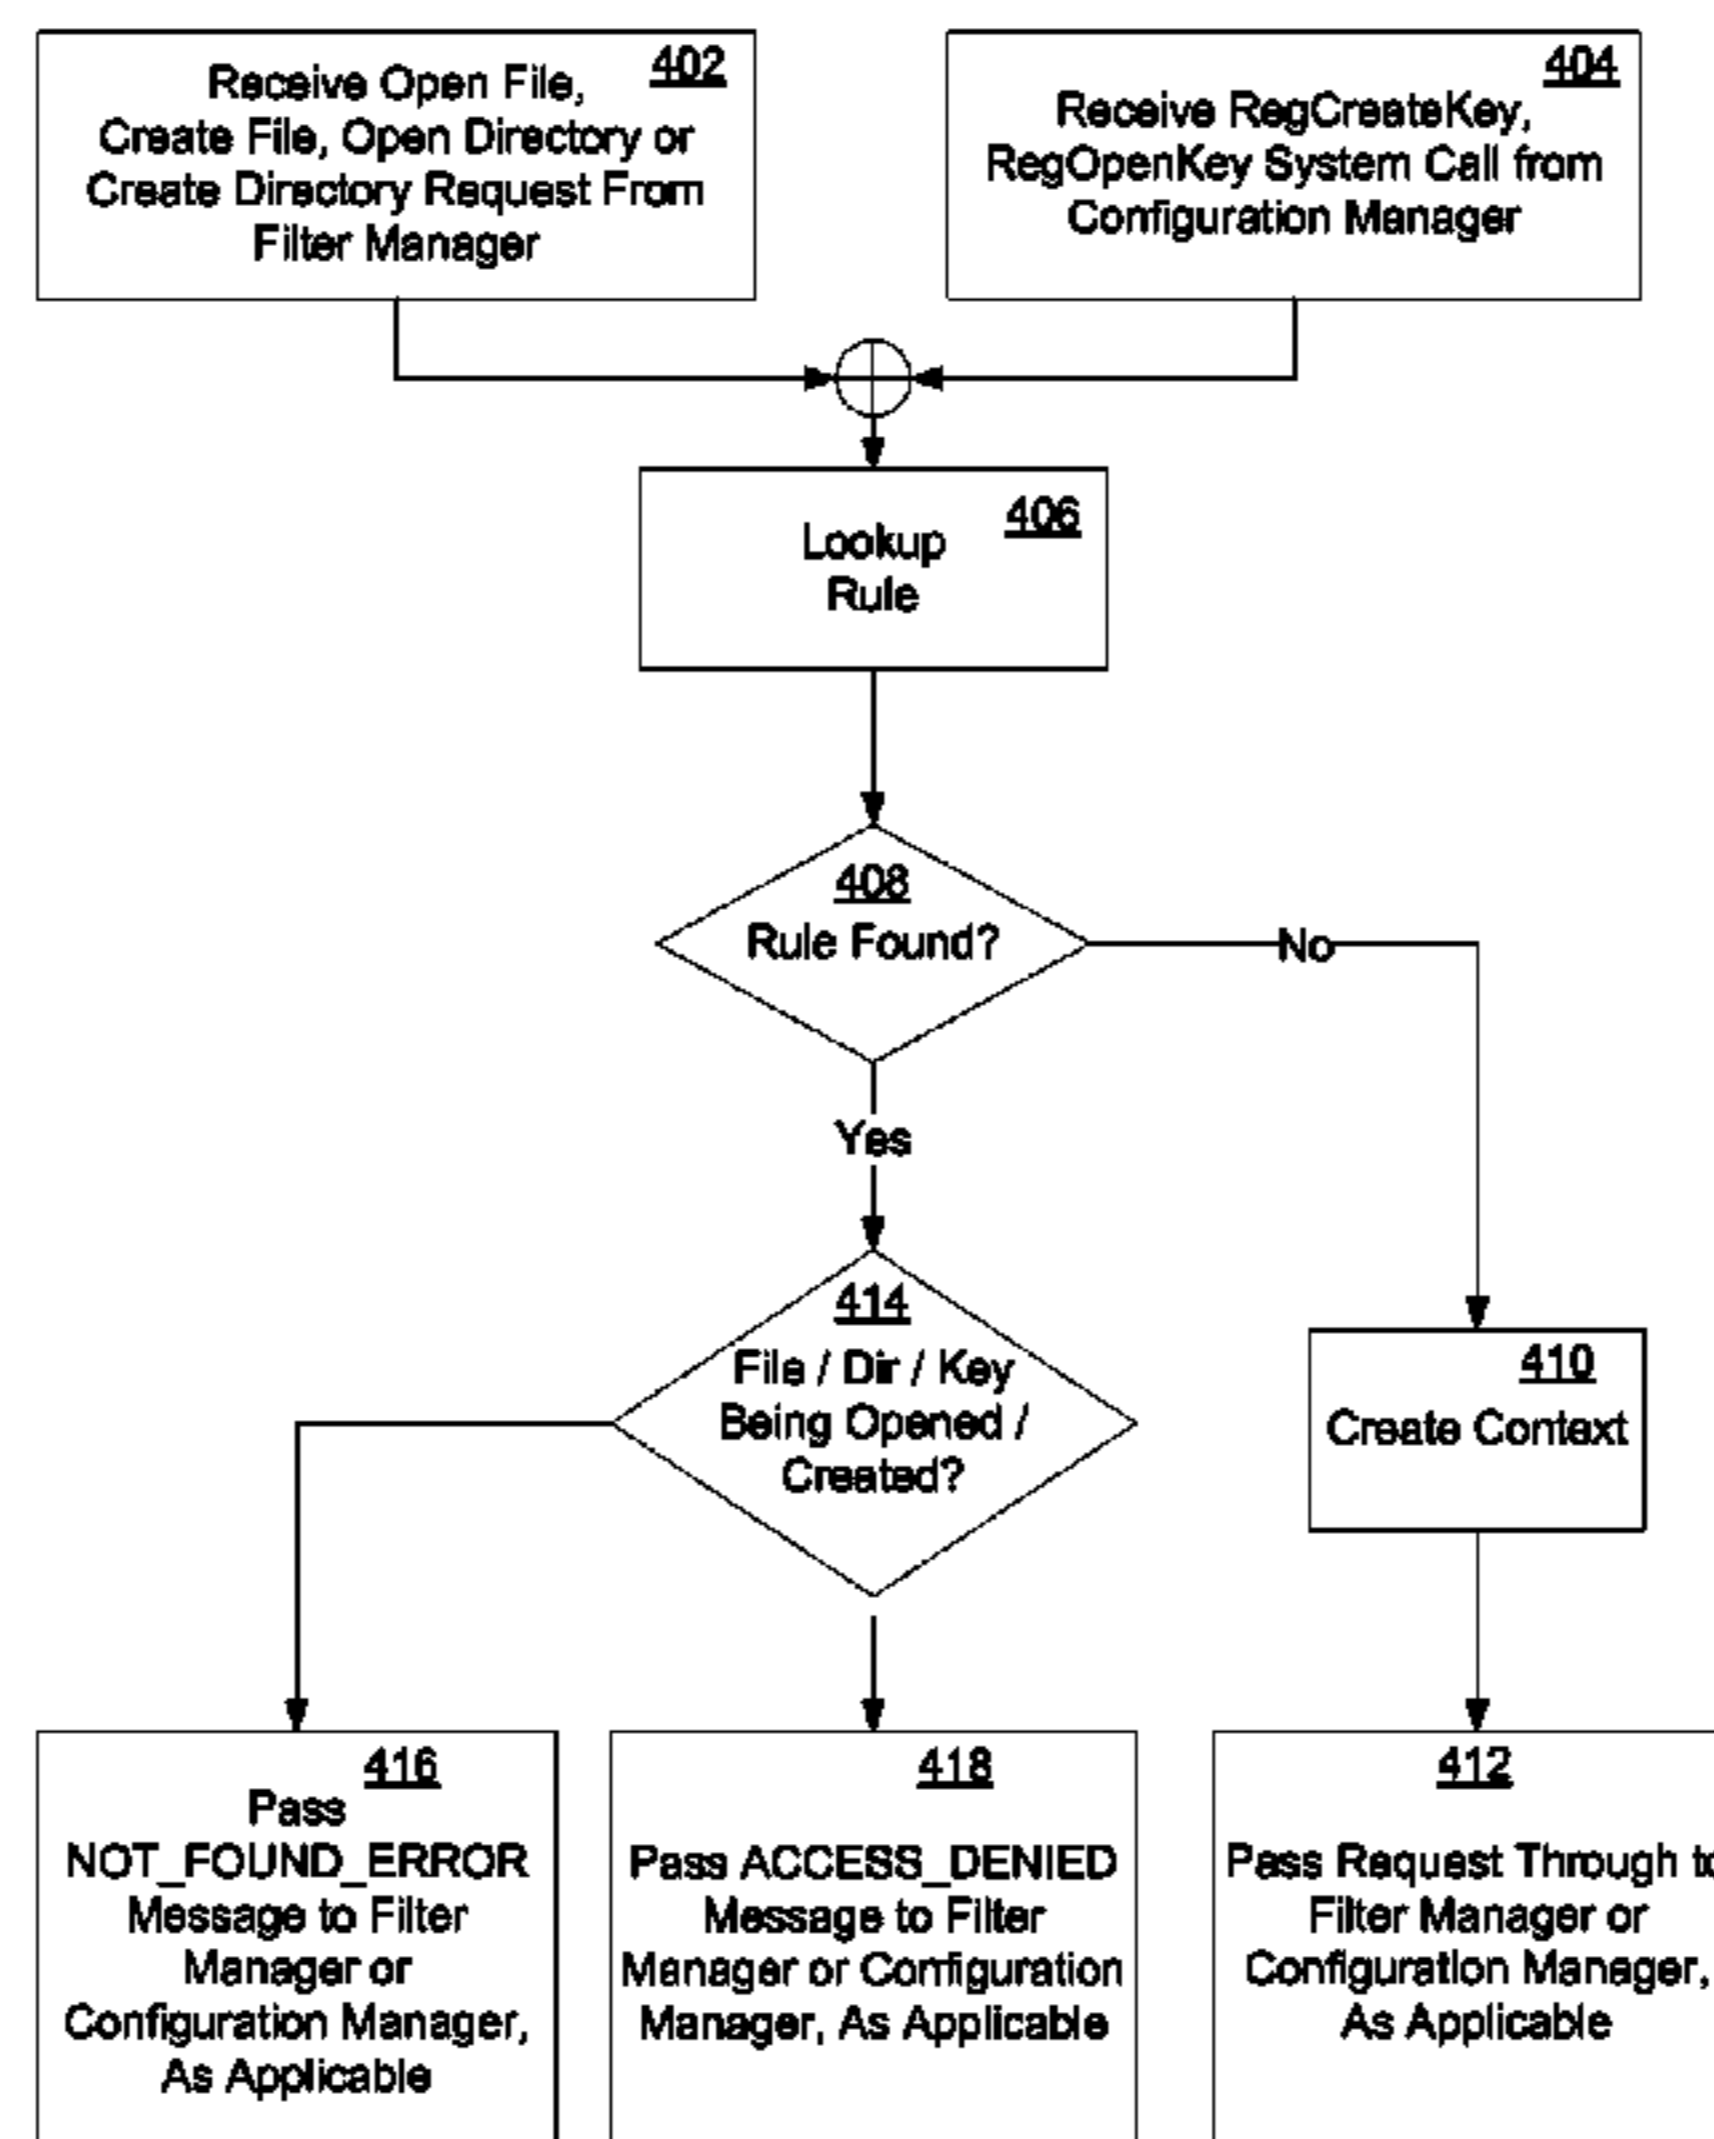 402
Receive Open File,
Create File, Open Directory or
Create Directory Request From
Filter Manager
404
Receive RegCreateKey,
RegOpenKey System Call from
Configuration Manager
406
Lookup
Rule
408
Rule Found?
No
Yes
414
File / Dir / Key
Being Opened /
Created?
410
Create Context
416
Pass
NOT_FOUND_ERROR
Message to Filter
Manager or
Configuration Manager,
As Applicable
418
Pass ACCESS_DENIED
Message to Filter
Manager or Configuration
Manager, As Applicable
412
Pass Request Through to
Filter Manager or
Configuration Manager,
As Applicable